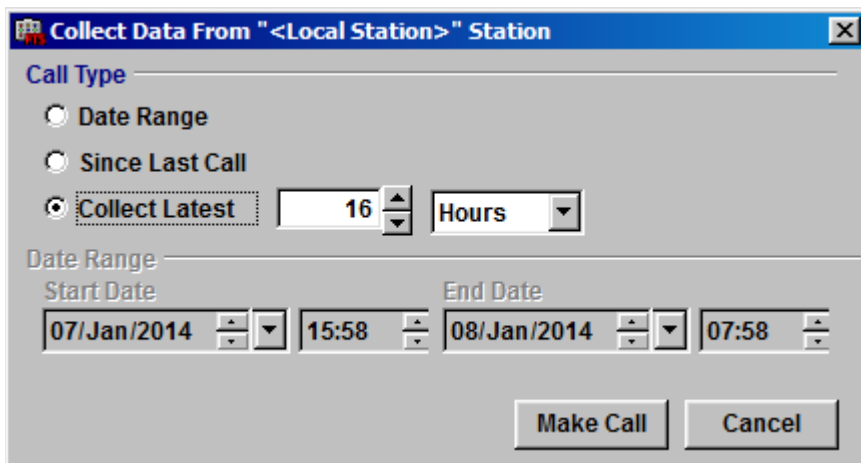 Collect Data From "<Local Station>" Station
Call Type
Date Range
Since Last Call
Collect Latest 16 Hours
Date Range
Start Date End Date
07/Jan/2014 15:58 08/Jan/2014 07:58
Make Call Cancel